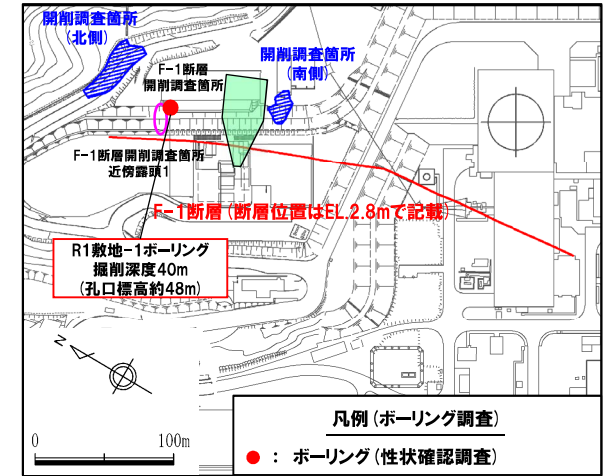 開削調査箇所
(北側)
F-1断層
開削調査箇所
開削調査箇所
(南側)
F-1断層開削調査箇所
近傍露頭1
F-1断層(断層位置はEL.2.8mで記載)
R1敷地-1ボーリング
掘削深度40m
(孔口標高約48m)
N
0 100m
凡例(ボーリング調査)
● : ボーリング(性状確認調査)